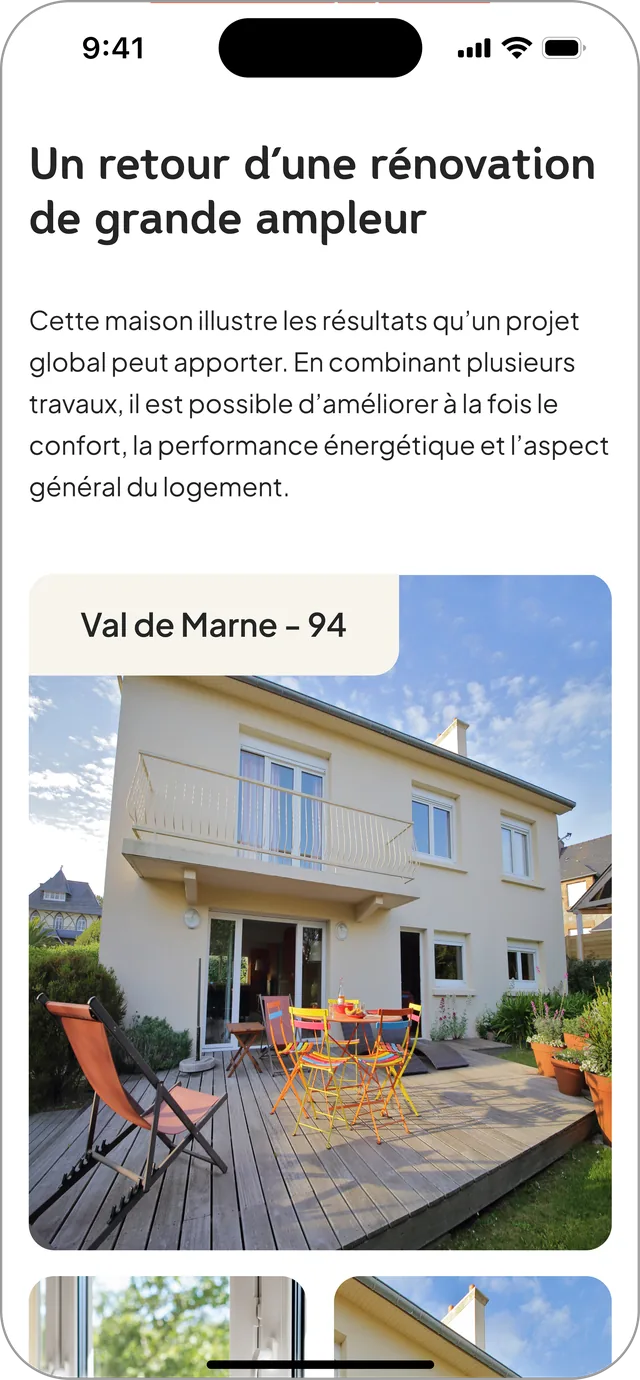 9:41
Un retour d’une rénovation
de grande ampleur
Cette maison illustre les résultats qu’un projet
global peut apporter. En combinant plusieurs
travaux, il est possible d’améliorer à la fois le
confort, la performance énergétique et l’aspect
général du logement.
Val de Marne – 94